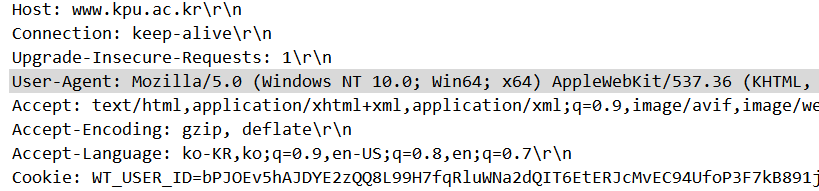 Host: www.kpu.ac.kr\r\n
Connection: keep-alive\r\n
Upgrade-Insecure-Requests: 1\r\n
User-Agent: Mozilla/5.0 (Windows NT 10.0; Win64; x64) AppleWebKit/537.36 (KHTML,
Accept: text/html,application/xhtml+xml,application/xml;q=0.9,image/avif,image/we
Accept-Encoding: gzip, deflate\r\n
Accept-Language: ko-KR,ko;q=0.9,en-US;q=0.8,en;q=0.7\r\n
Cookie: WT_USER_ID=bPJOEv5hAJDYE2zQQ8L99H7fqRluWNa2dQIT6EtERJcMvEC94UfoP3F7kB891j